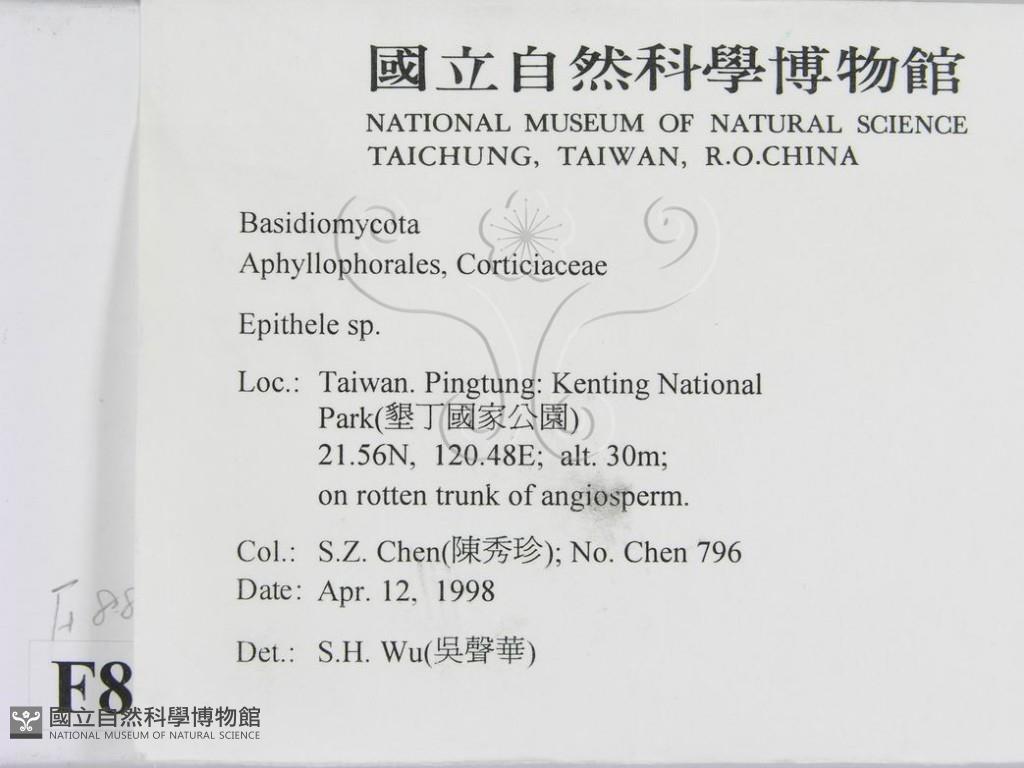 國立自然科學博物館
NATIONAL MUSEUM OF NATURAL SCIENCE
TAICHUNG, TAIWAN, R.O.CHINA
Basidiomycota
Aphyllophorales, Corticiaceae
Epithele sp.
Loc.: Taiwan. Pingtung: Kenting National
Park(墾丁國家公園)
21.56N, 120.48E; alt. 30m;
on rotten trunk of angiosperm.
Col.: S.Z. Chen(陳秀珍); No. Chen 796
Date: Apr. 12, 1998
Det.: S.H. Wu(吳聲華)
F8
國立自然科學博物館
NATIONAL MUSEUM OF NATURAL SCIENCE